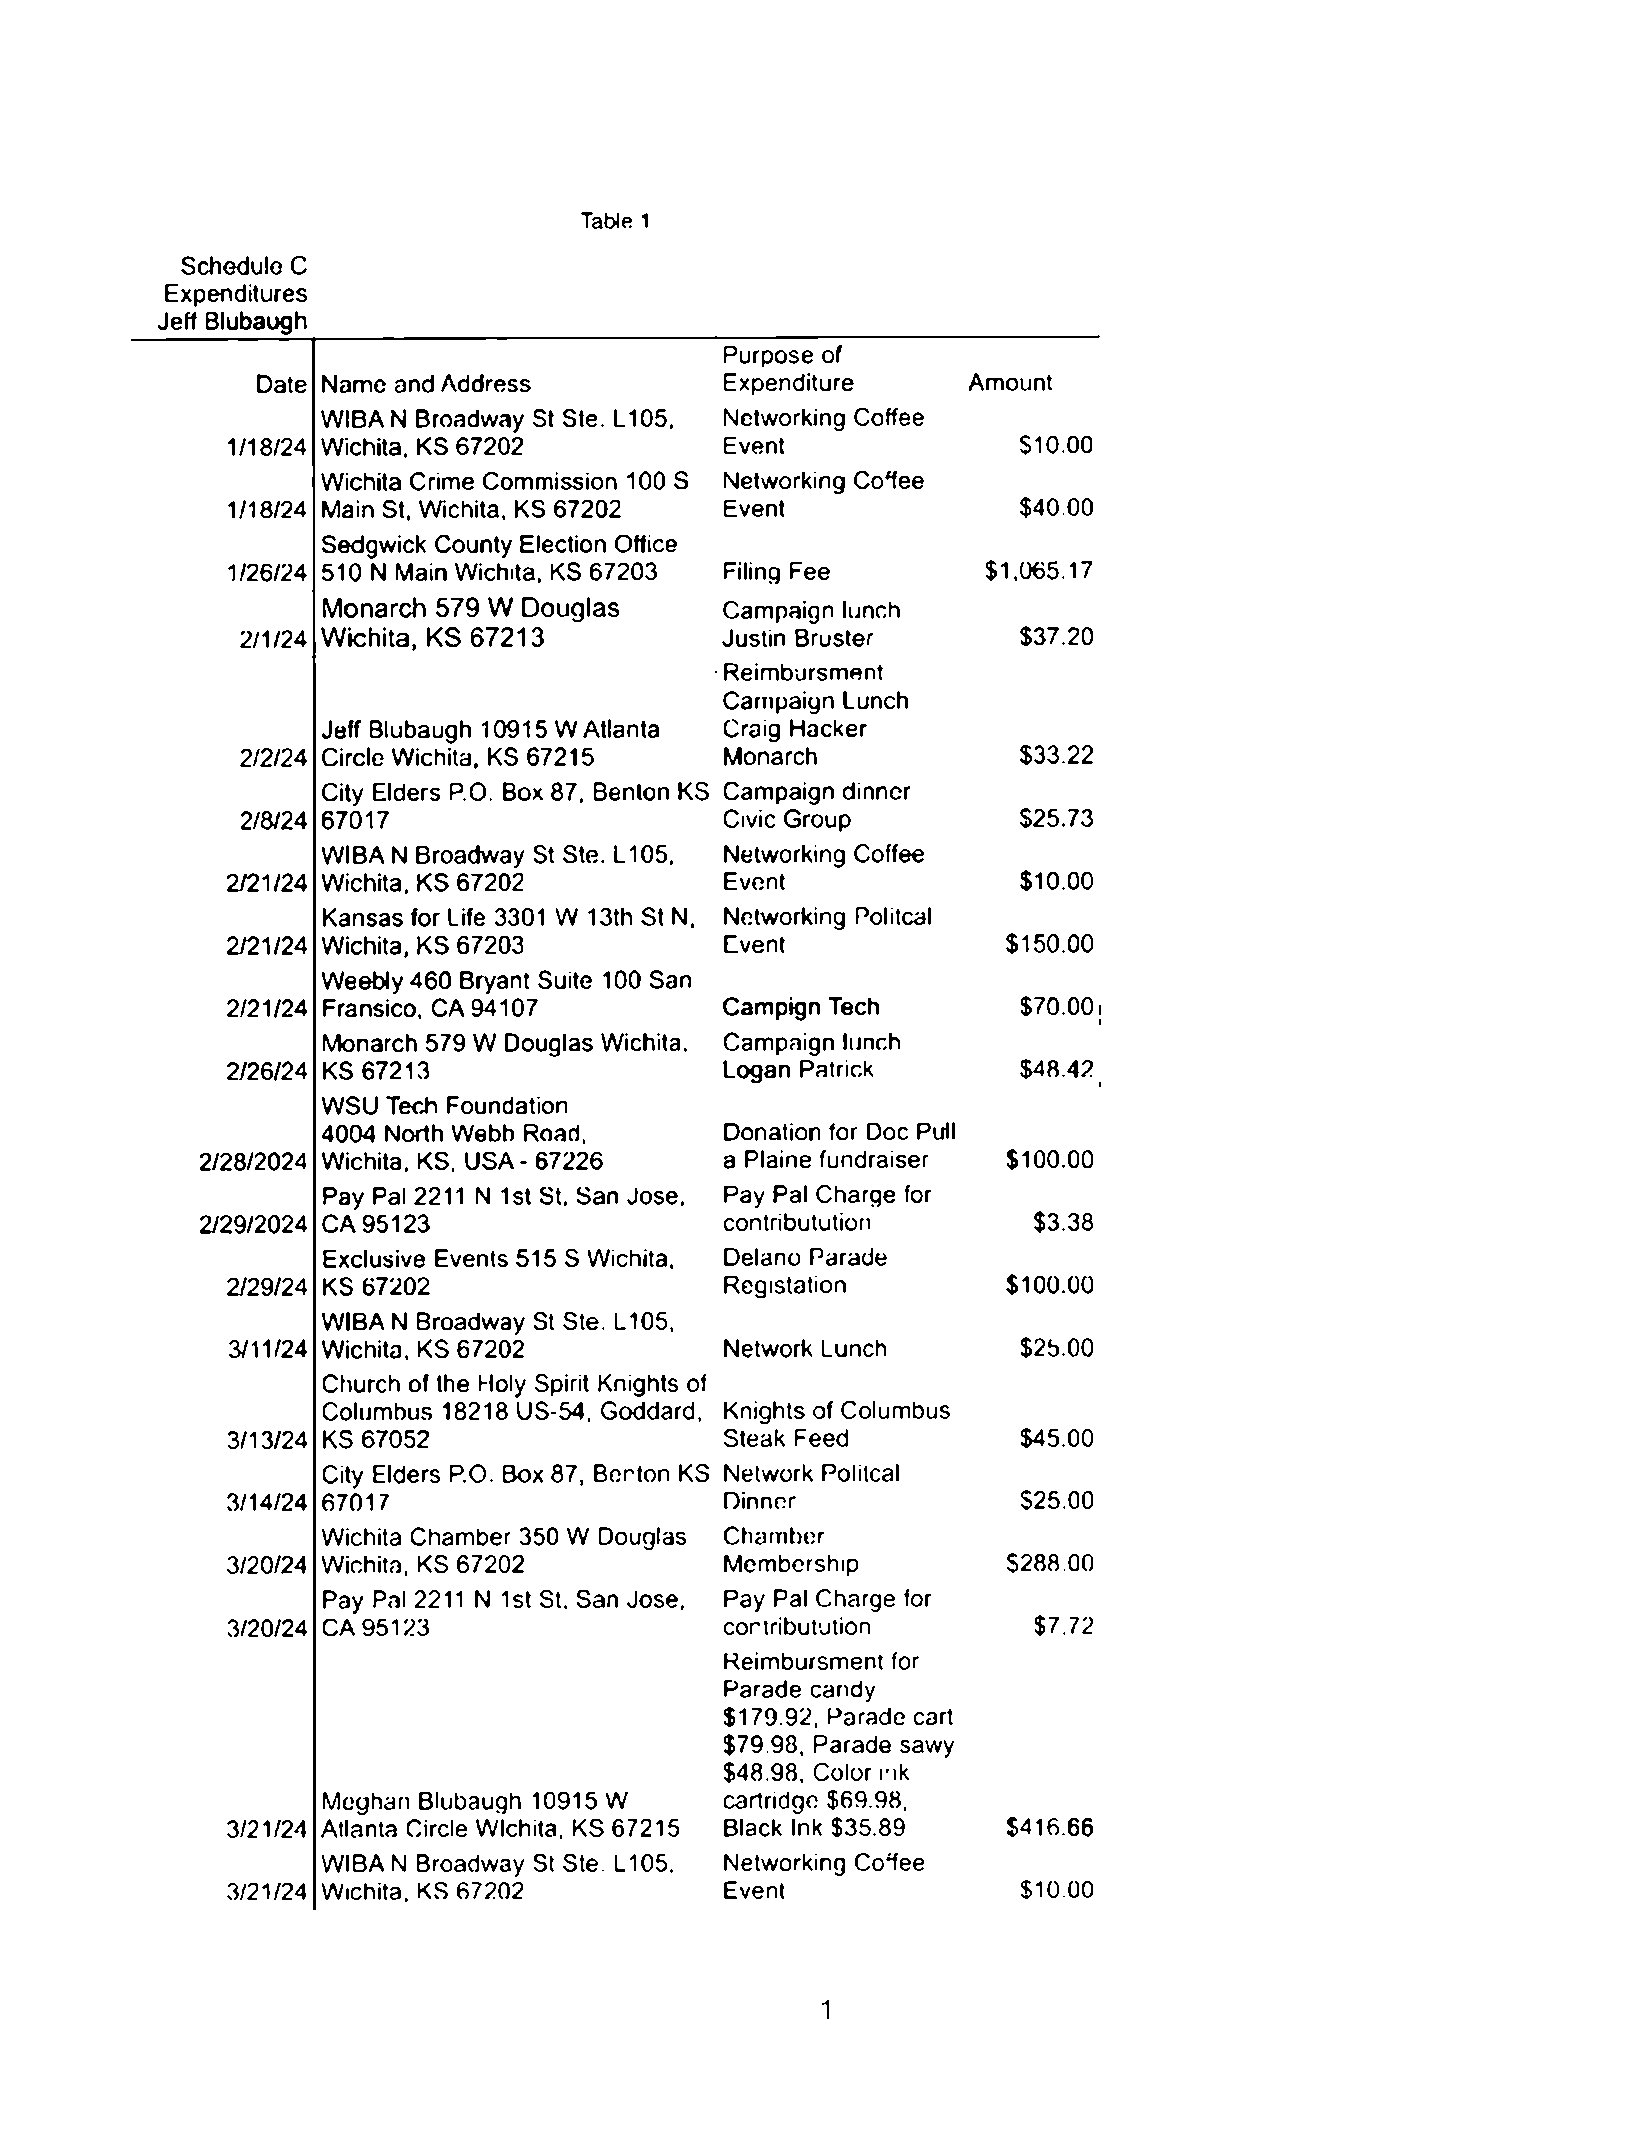 Table 1
Schedule C
Expenditures
Jeff Blubaugh
Purpose of
Date Name and Address Expenditure Amount
WIBA N Broadway St Ste. L105, Networking Coffee
1/18/24 Wichita, KS 67202 Event $10.00
Wichita Crime Commission 100 S Networking Coffee
1/18/24 Main St, Wichita, KS 67202 Event $40.00
Sedgwick County Election Office
1/26/24 510 N Main Wichita, KS 67203 Filing Fee $1,065.17
Monarch 579 W Douglas Campaign lunch
2/1/24 Wichita, KS 67213 Justin Bruster $37.20
Reimbursment
Campaign Lunch
Jeff Blubaugh 10915 W Atlanta Craig Hacker
2/2/24 Circle Wichita, KS 67215 Monarch $33.22
City Elders P.O. Box 87, Benton KS Campaign dinner
2/8/24 67017 Civic Group $25.73
WIBA N Broadway St Ste. L105, Networking Coffee
2/21/24 Wichita, KS 67202 Event $10.00
Kansas for Life 3301 W 13th St N, Networking Politcal
2/21/24 Wichita, KS 67203 Event $150.00
Weebly 460 Bryant Suite 100 San
2/21/24 Fransico, CA 94107 Campign Tech $70.00
Monarch 579 W Douglas Wichita, Campaign lunch
2/26/24 KS 67213 Logan Patrick $48.42
WSU Tech Foundation
4004 North Webb Road, Donation for Doc Pull
2/28/2024 Wichita, KS, USA - 67226 a Plaine fundraiser $100.00
Pay Pal 2211 N 1st St, San Jose, Pay Pal Charge for
2/29/2024 CA 95123 contributution $3.38
Exclusive Events 515 S Wichita, Delano Parade
2/29/24 KS 67202 Registation $100.00
WIBA N Broadway St Ste. L105,
3/11/24 Wichita, KS 67202 Network Lunch $25.00
Church of the Holy Spirit Knights of
Columbus 18218 US-54, Goddard, Knights of Columbus
3/13/24 KS 67052 Steak Feed $45.00
City Elders P.O. Box 87, Benton KS Network Politcal
3/14/24 67017 Dinner $25.00
Wichita Chamber 350 W Douglas Chamber
3/20/24 Wichita, KS 67202 Membership $288.00
Pay Pal 2211 N 1st St, San Jose, Pay Pal Charge for
3/20/24 CA 95123 contributution $7.72
Reimbursment for
Parade candy
$179.92, Parade cart
$79.98, Parade sawy
$48.98, Color ink
Meghan Blubaugh 10915 W cartridge $69.98,
3/21/24 Atlanta Circle WIchita, KS 67215 Black Ink $35.89 $416.66
WIBA N Broadway St Ste. L105, Networking Coffee
3/21/24 Wichita, KS 67202 Event $10.00
1